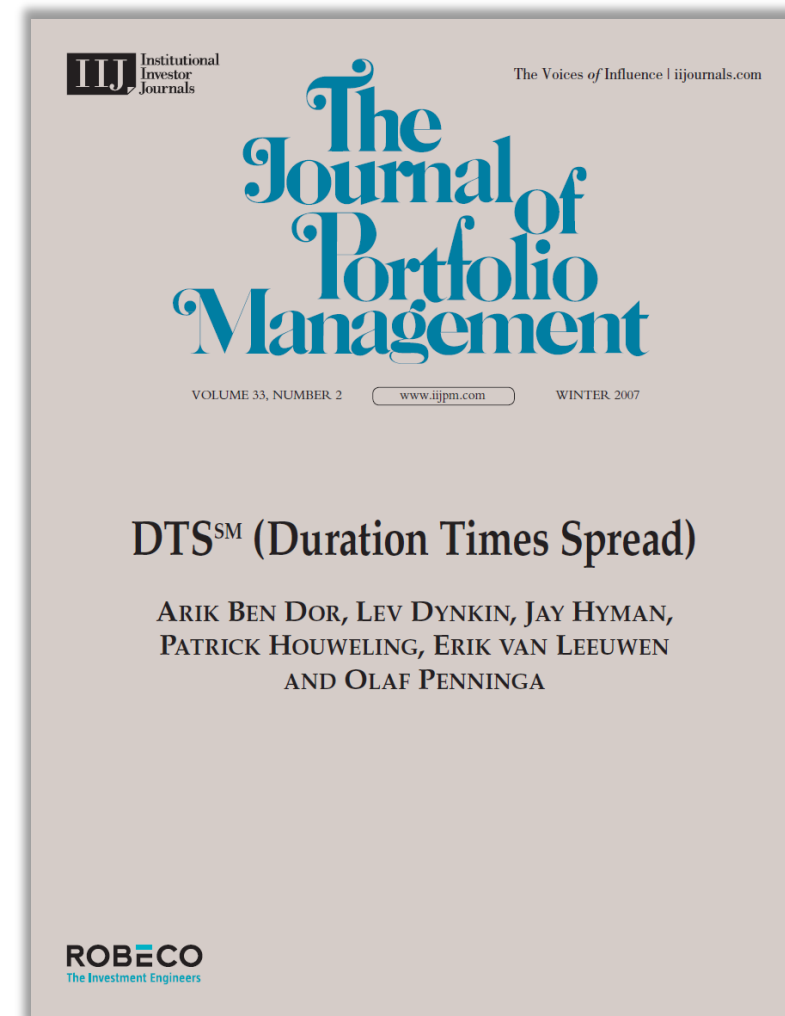 IIJ Institutional
Investor
Journals
The Voices of Influence | iijournals.com
The
Journal of
Portfolio
Management
VOLUME 33, NUMBER 2
www.iijpm.com
WINTER 2007
DTSSM (Duration Times Spread)
ARIK BEN DOR, LEV DYNKIN, JAY HYMAN,
PATRICK HOUWELING, ERIK VAN LEEUWEN
AND OLAF PENNINGA
ROBECO
The Investment Engineers